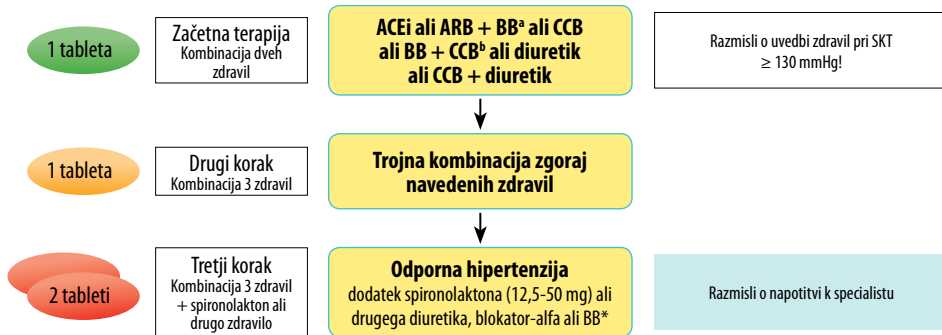 1 tableta
Začetna terapija
Kombinacija dveh
zdravil
ACEi ali ARB + BBª ali CCB
ali BB + CCBᵇ ali diuretik
ali CCB + diuretik
Razmisli o uvedbi zdravil pri SKT
≥ 130 mmHg!
1 tableta
Drugi korak
Kombinacija 3 zdravil
Trojna kombinacija zgoraj
navedenih zdravil
2 tableti
Tretji korak
Kombinacija 3 zdravil
+ spironolakton ali
drugo zdravilo
Odporna hipertenzija
dodatek spironolaktona (12,5-50 mg) ali
drugega diuretika, blokator-alfa ali BB*
Razmisli o napotitvi k specialistu